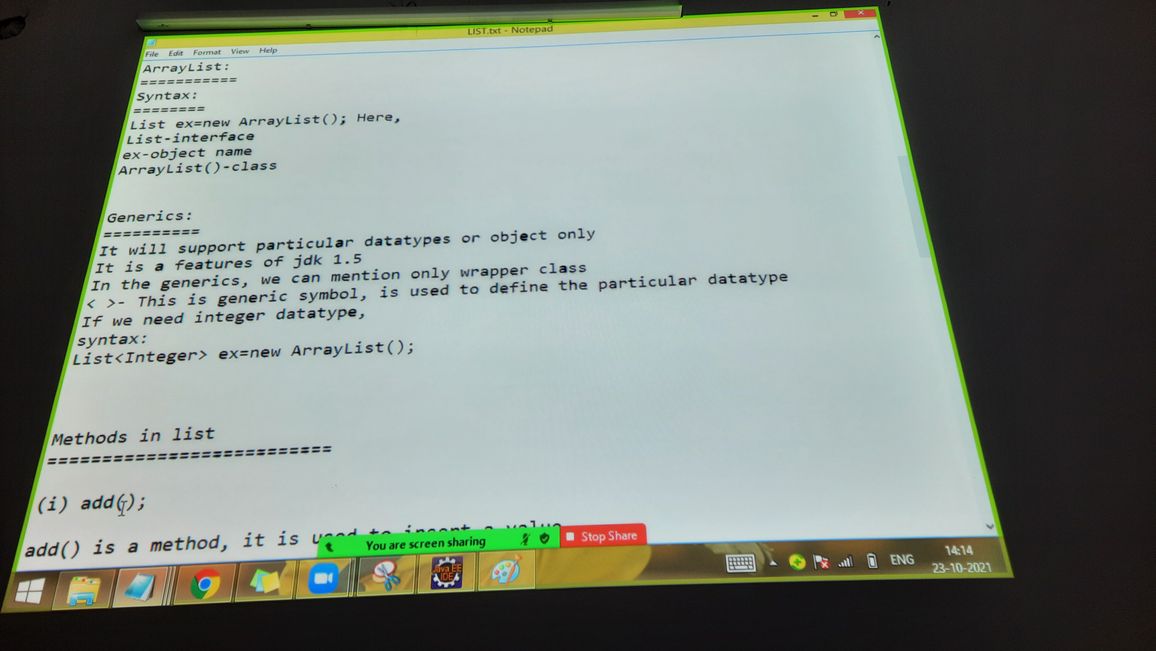 LIST.txt - Notepad
File Edit Format View Help
ArrayList:
===========
Syntax:
========
List ex=new ArrayList(); Here,
List-interface
ex-object name
ArrayList()-class
Generics:
==========
It will support particular datatypes or object only
It is a features of jdk 1.5
In the generics, we can mention only wrapper class
< >- This is generic symbol, is used to define the particular datatype
If we need integer datatype,
syntax:
List<Integer> ex=new ArrayList();
Methods in list
==========================
(i) add();
add() is a method, it is used to insert a value
You are screen sharing Stop Share
Java EE
IDE
ENG
14:14
23-10-2021